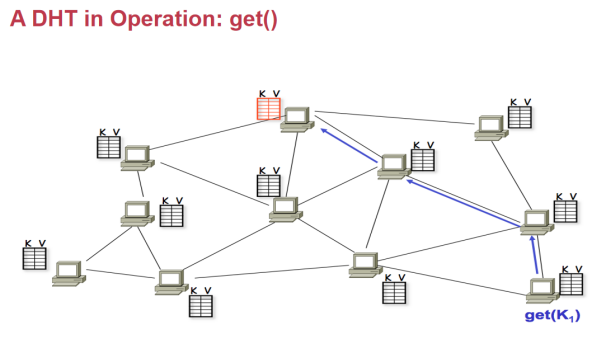 A DHT in Operation: get()
K V
K V
K V
K V
K V
K V
K V
K V
K V
K V
K V
get(K₁)